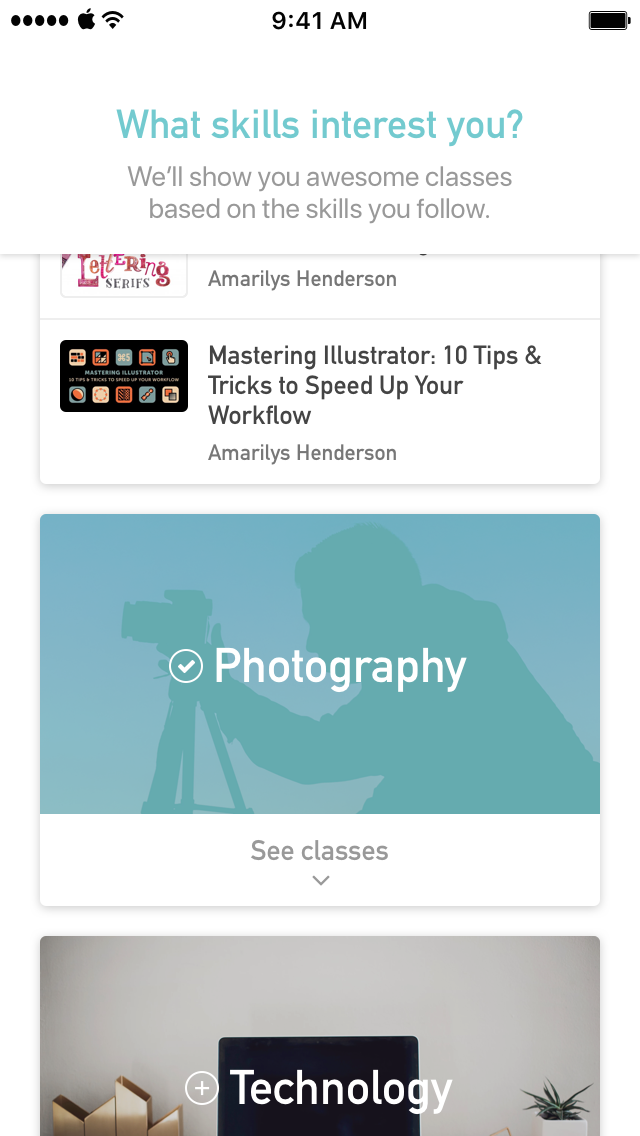 9:41 AM
What skills interest you?
We'll show you awesome classes
based on the skills you follow.
LETTERING
SERIFS
Amarilys Henderson
⌘S
MASTERING ILLUSTRATOR
10 TIPS & TRICKS TO SPEED UP YOUR WORKFLOW
Mastering Illustrator: 10 Tips &
Tricks to Speed Up Your
Workflow
Amarilys Henderson
Photography
See classes
Technology